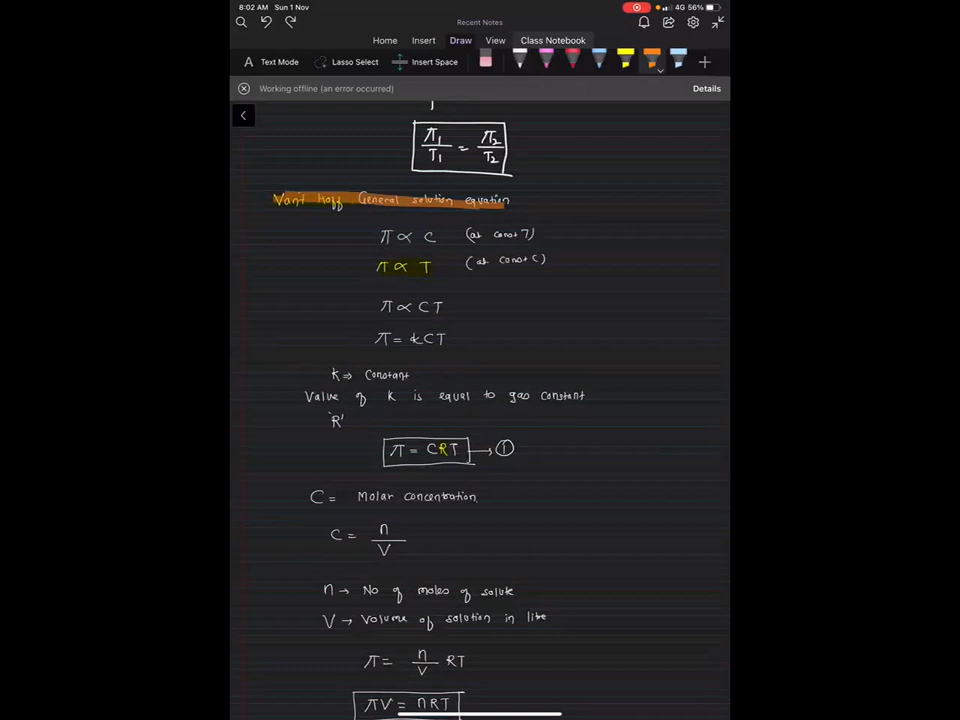 8:02 AM Sun 1 Nov 4G 56%
Recent Notes
Home Insert Draw View Class Notebook
A Text Mode Lasso Select Insert Space
Working offline (an error occurred) Details
π1/T1 = π2/T2
Van't hoff General solution equation
π ∝ C (at const T)
π ∝ T (at const C)
π ∝ CT
π = kCT
k ⇒ Constant
Value of k is equal to gas constant
'R'
π = CRT → ①
C = Molar concentration
C = n/V
n → No of moles of solute
V → Volume of solution in litre
π = n/V RT
πV = nRT